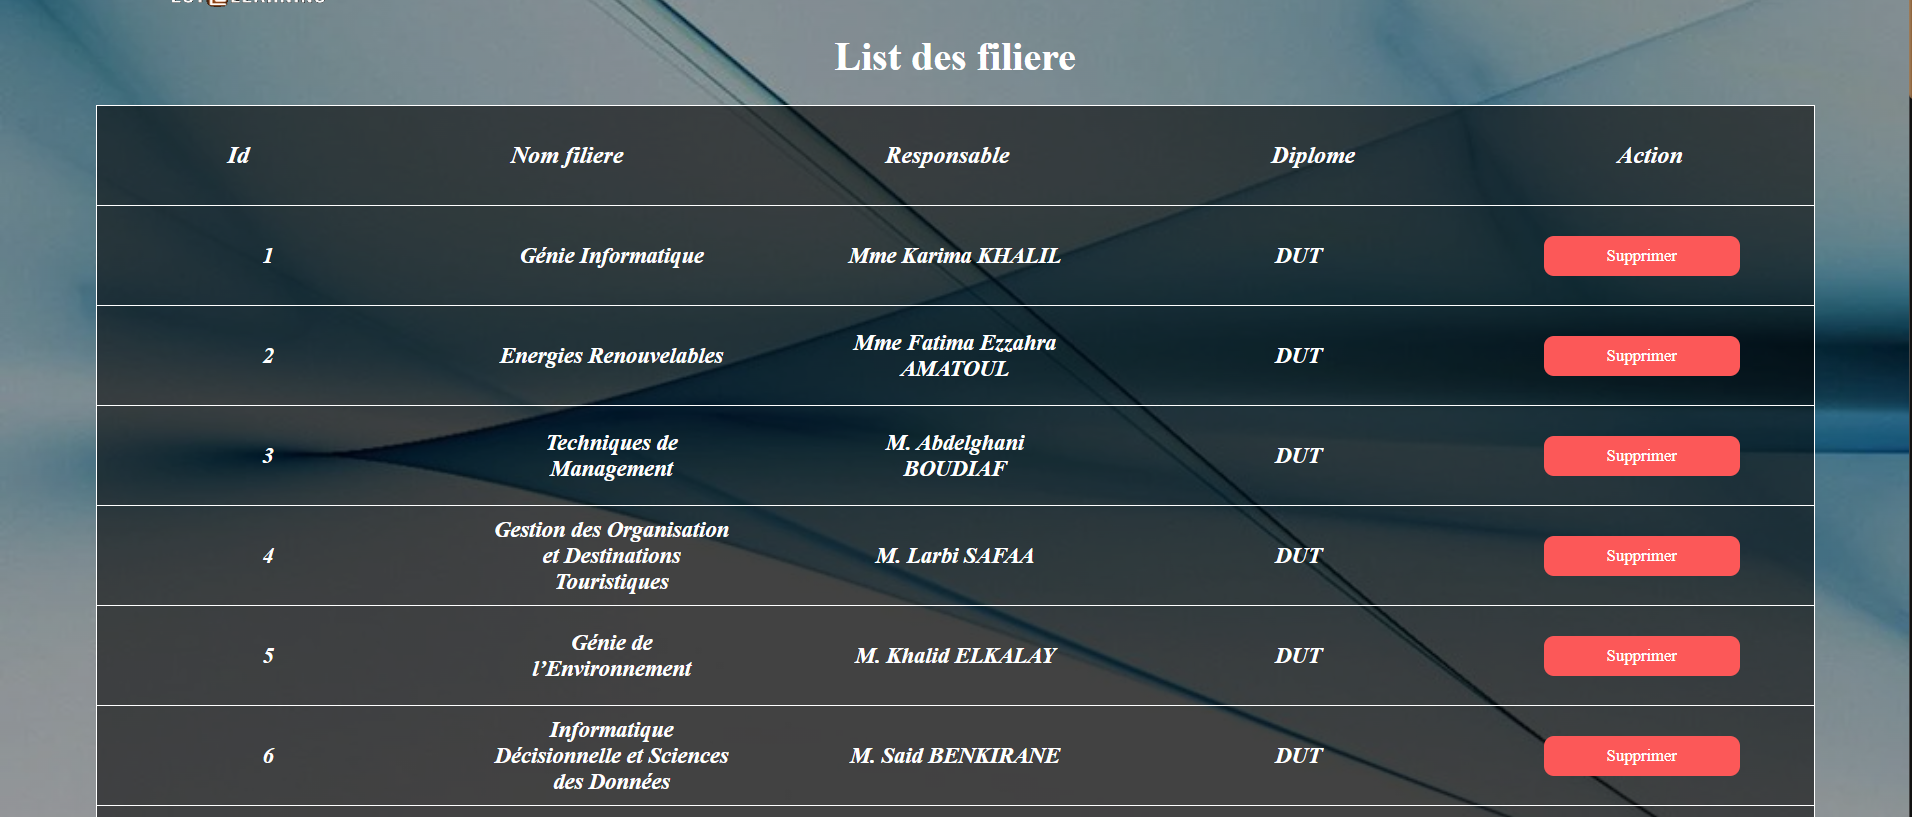 List des filiere
Id Nom filiere Responsable Diplome Action
1 Génie Informatique Mme Karima KHALIL DUT Supprimer
2 Energies Renouvelables Mme Fatima Ezzahra
AMATOUL DUT Supprimer
3 Techniques de
Management M. Abdelghani
BOUDIAF DUT Supprimer
4 Gestion des Organisation
et Destinations
Touristiques M. Larbi SAFAA DUT Supprimer
5 Génie de
l’Environnement M. Khalid ELKALAY DUT Supprimer
6 Informatique
Décisionnelle et Sciences
des Données M. Said BENKIRANE DUT Supprimer